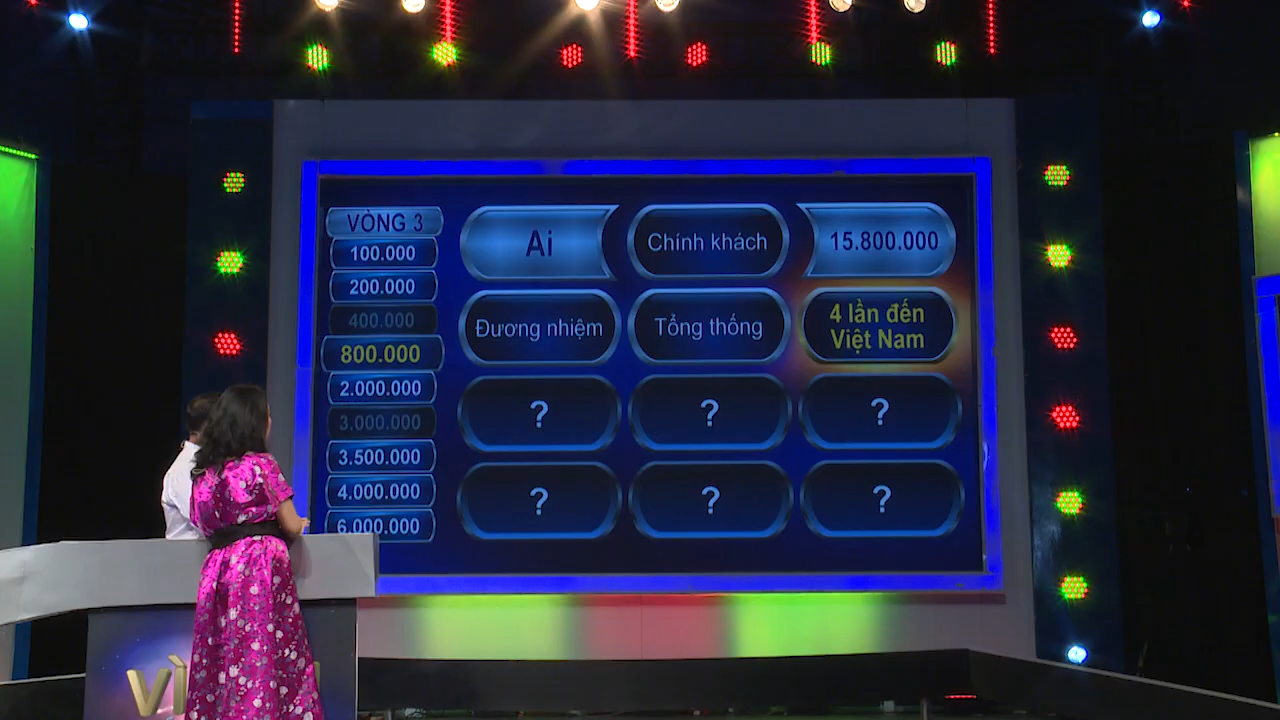 VÒNG 3
100.000
200.000
400.000
800.000
2.000.000
3.000.000
3.500.000
4.000.000
6.000.000
Ai
Chính khách
15.800.000
Đương nhiệm
Tổng thống
4 lần đến
Việt Nam
?
?
?
?
?
?
VÌ